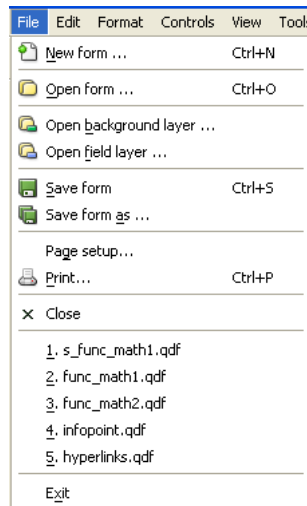 File Edit Format Controls View Tools
New form ... Ctrl+N
Open form ... Ctrl+O
Open background layer ...
Open field layer ...
Save form Ctrl+S
Save form as ...
Page setup...
Print... Ctrl+P
Close
1. s_func_math1.qdf
2. func_math1.qdf
3. func_math2.qdf
4. infopoint.qdf
5. hyperlinks.qdf
Exit